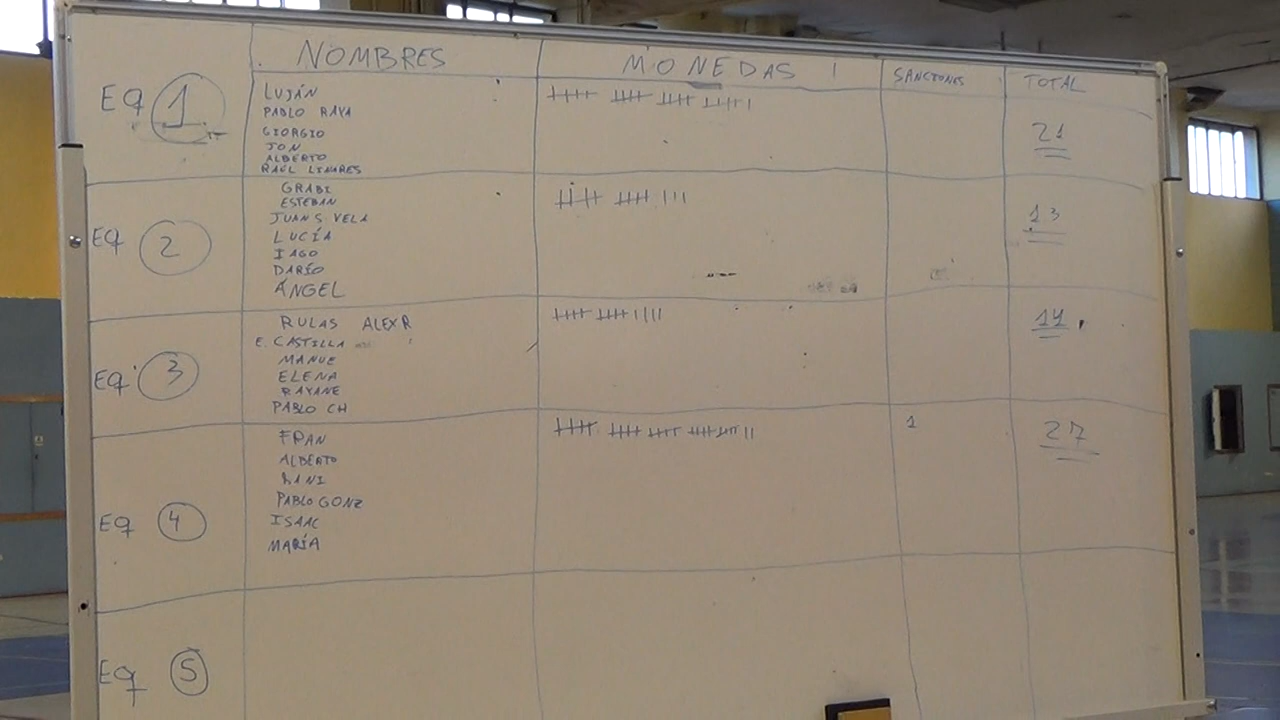 NOMBRES MONEDAS SANCIONES TOTAL
Eq 1
LUJÁN
PABLO RAYA
GIORGIO
JON
ALBERTO
RAÚL LINARES
21
Eq 2
GRABI
ESTEBAN
JUAN S VELA
LUCÍA
IAGO
DARÍO
ÁNGEL
13
Eq 3
RULAS ALEX R
E. CASTILLA
MANUE
ELENA
RAYANE
PABLO CH
14
Eq 4
FRAN
ALBERTO
DANI
PABLO GONZ
ISAAC
MARÍA
1
27
Eq 5